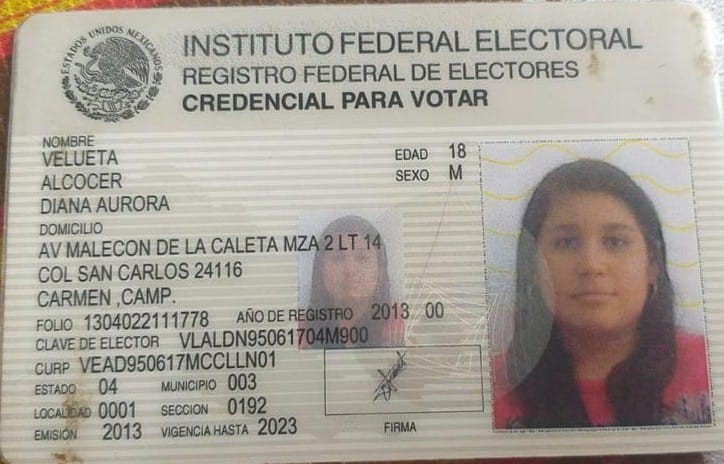 ESTADOS UNIDOS MEXICANOS
INSTITUTO FEDERAL ELECTORAL
REGISTRO FEDERAL DE ELECTORES
CREDENCIAL PARA VOTAR
NOMBRE
VELUETA
ALCOCER
DIANA AURORA
EDAD 18
SEXO M
DOMICILIO
AV MALECON DE LA CALETA MZA 2 LT 14
COL SAN CARLOS 24116
CARMEN ,CAMP.
FOLIO 1304022111778 AÑO DE REGISTRO 2013 00
CLAVE DE ELECTOR VLALDN95061704M900
CURP VEAD950617MCCLLN01
ESTADO 04 MUNICIPIO 003
LOCALIDAD 0001 SECCION 0192
EMISIÓN 2013 VIGENCIA HASTA 2023
FIRMA